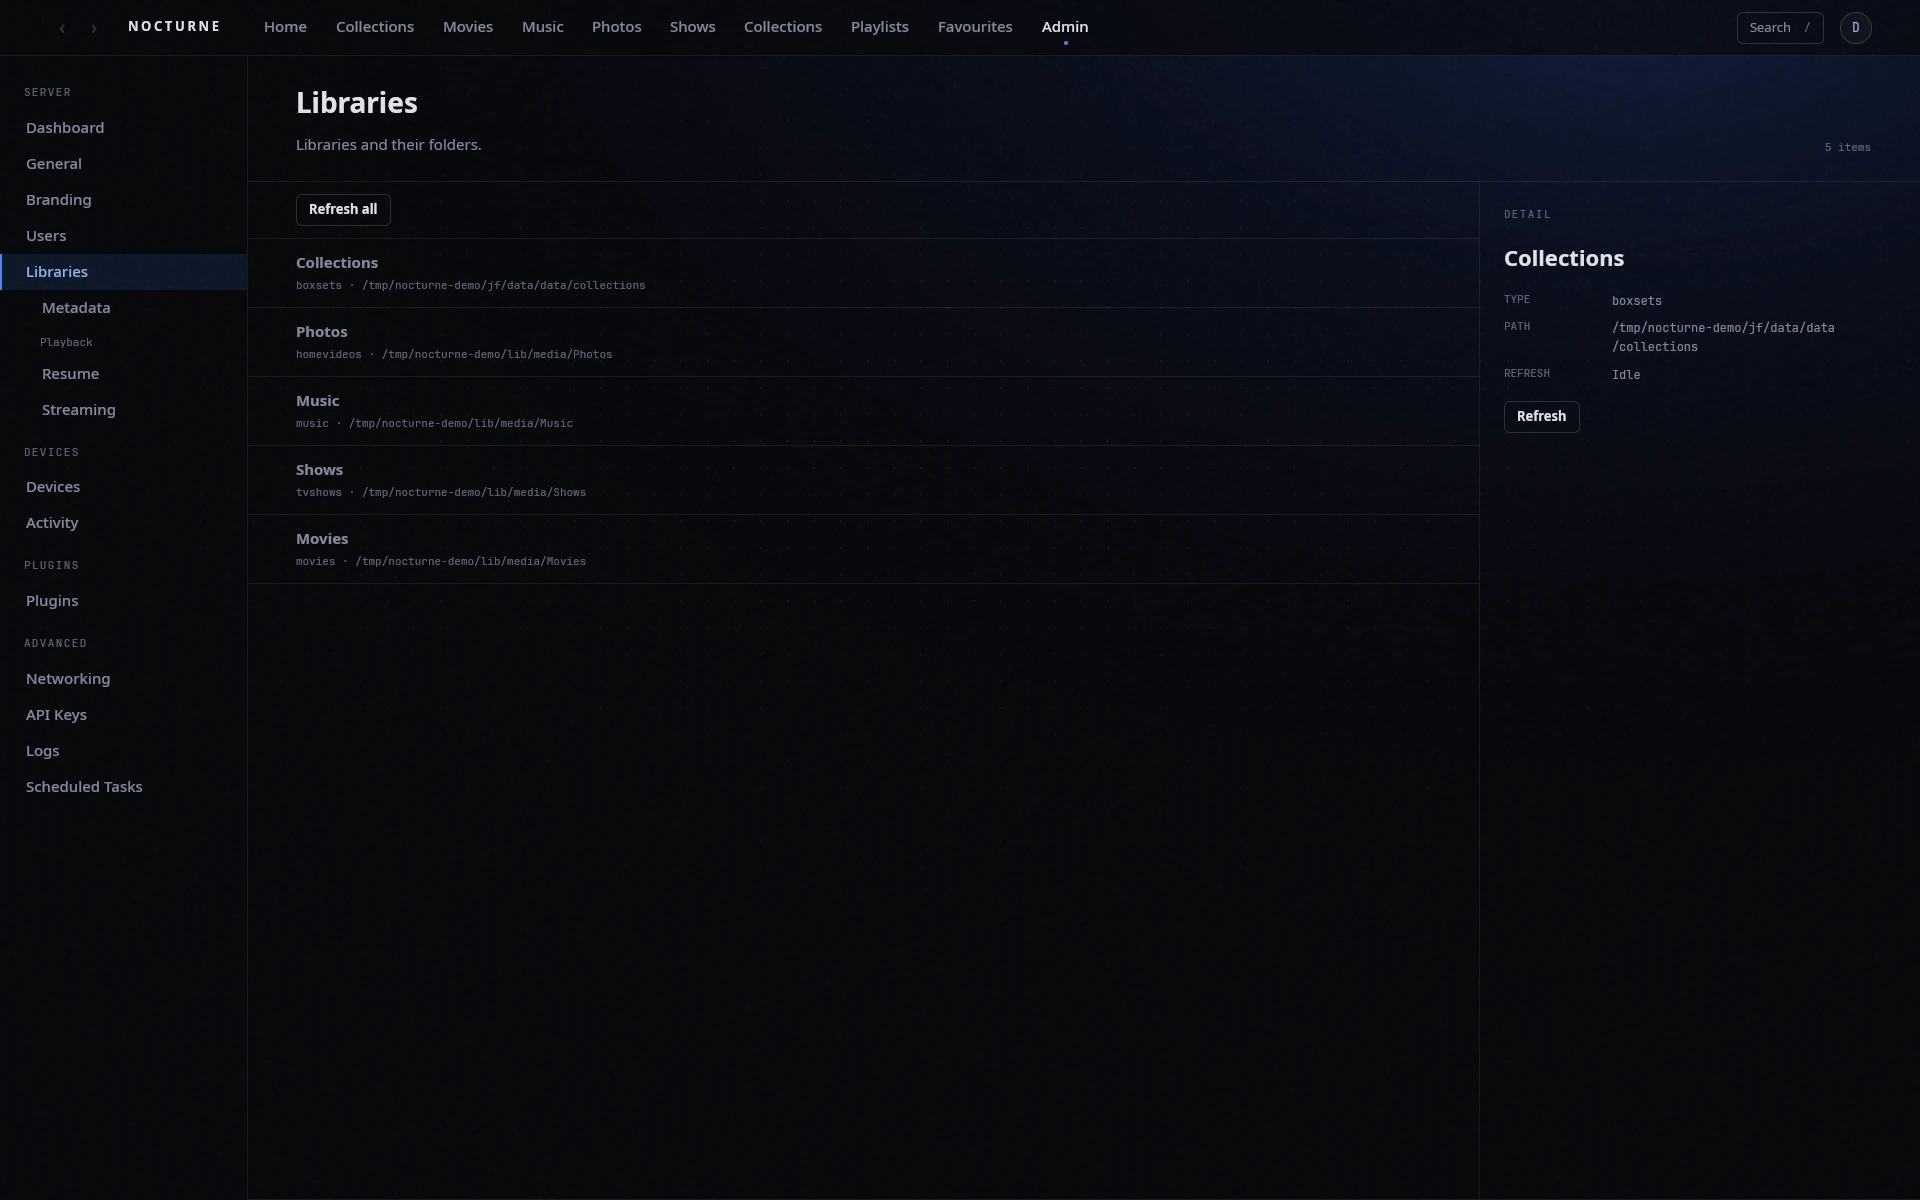 ‹ › NOCTURNE Home Collections Movies Music Photos Shows Collections Playlists Favourites Admin Search / D
SERVER
Dashboard
General
Branding
Users
Libraries
Metadata
Playback
Resume
Streaming
DEVICES
Devices
Activity
PLUGINS
Plugins
ADVANCED
Networking
API Keys
Logs
Scheduled Tasks
Libraries
Libraries and their folders.
5 items
Refresh all
Collections
boxsets · /tmp/nocturne-demo/jf/data/data/collections
Photos
homevideos · /tmp/nocturne-demo/lib/media/Photos
Music
music · /tmp/nocturne-demo/lib/media/Music
Shows
tvshows · /tmp/nocturne-demo/lib/media/Shows
Movies
movies · /tmp/nocturne-demo/lib/media/Movies
DETAIL
Collections
TYPE boxsets
PATH /tmp/nocturne-demo/jf/data/data
/collections
REFRESH Idle
Refresh